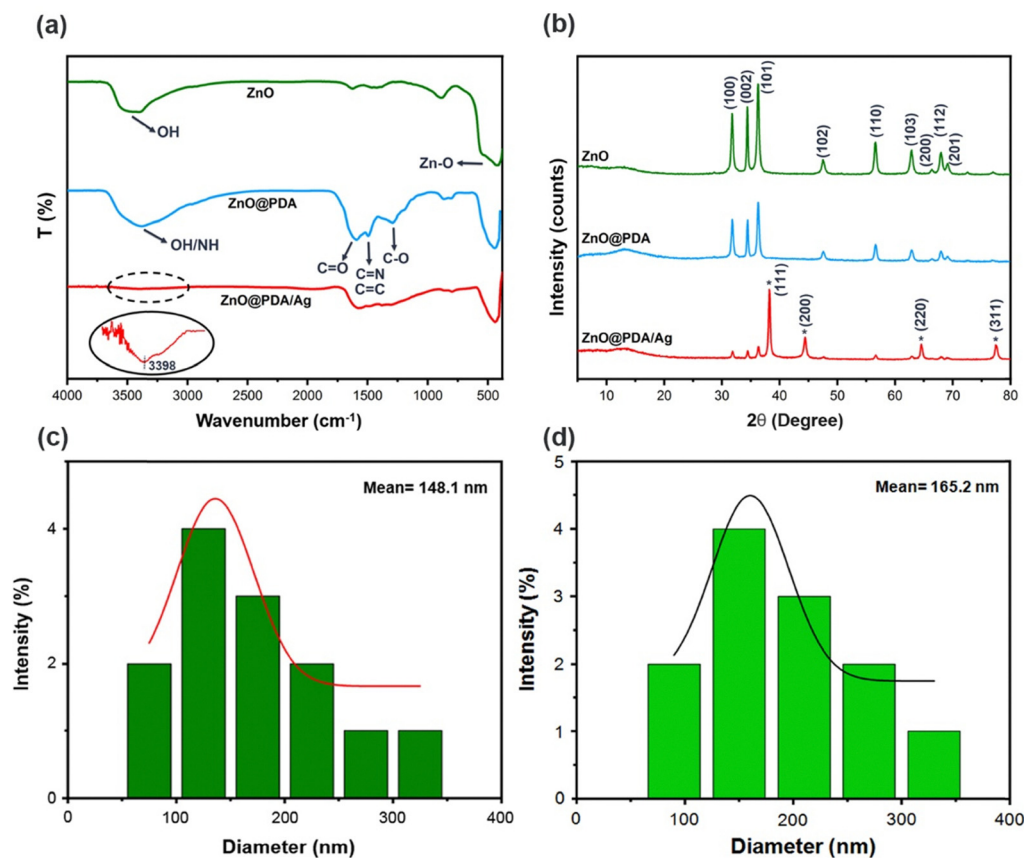 (a)
ZnO
OH
Zn-O
ZnO@PDA
OH/NH
C=O
C=N
C=C
C-O
ZnO@PDA/Ag
3398
T (%)
4000 3500 3000 2500 2000 1500 1000 500
Wavenumber (cm⁻¹)
(b)
(100)
(002)
(101)
(102)
(110)
(103)
(200)
(112)
(201)
ZnO
ZnO@PDA
ZnO@PDA/Ag
* (111)
* (200)
* (220)
* (311)
Intensity (counts)
10 20 30 40 50 60 70 80
2θ (Degree)
(c)
Mean= 148.1 nm
Intensity (%)
4
2
0
0 100 200 300 400
Diameter (nm)
(d)
Mean= 165.2 nm
Intensity (%)
5
4
3
2
1
0
0 100 200 300 400
Diameter (nm)